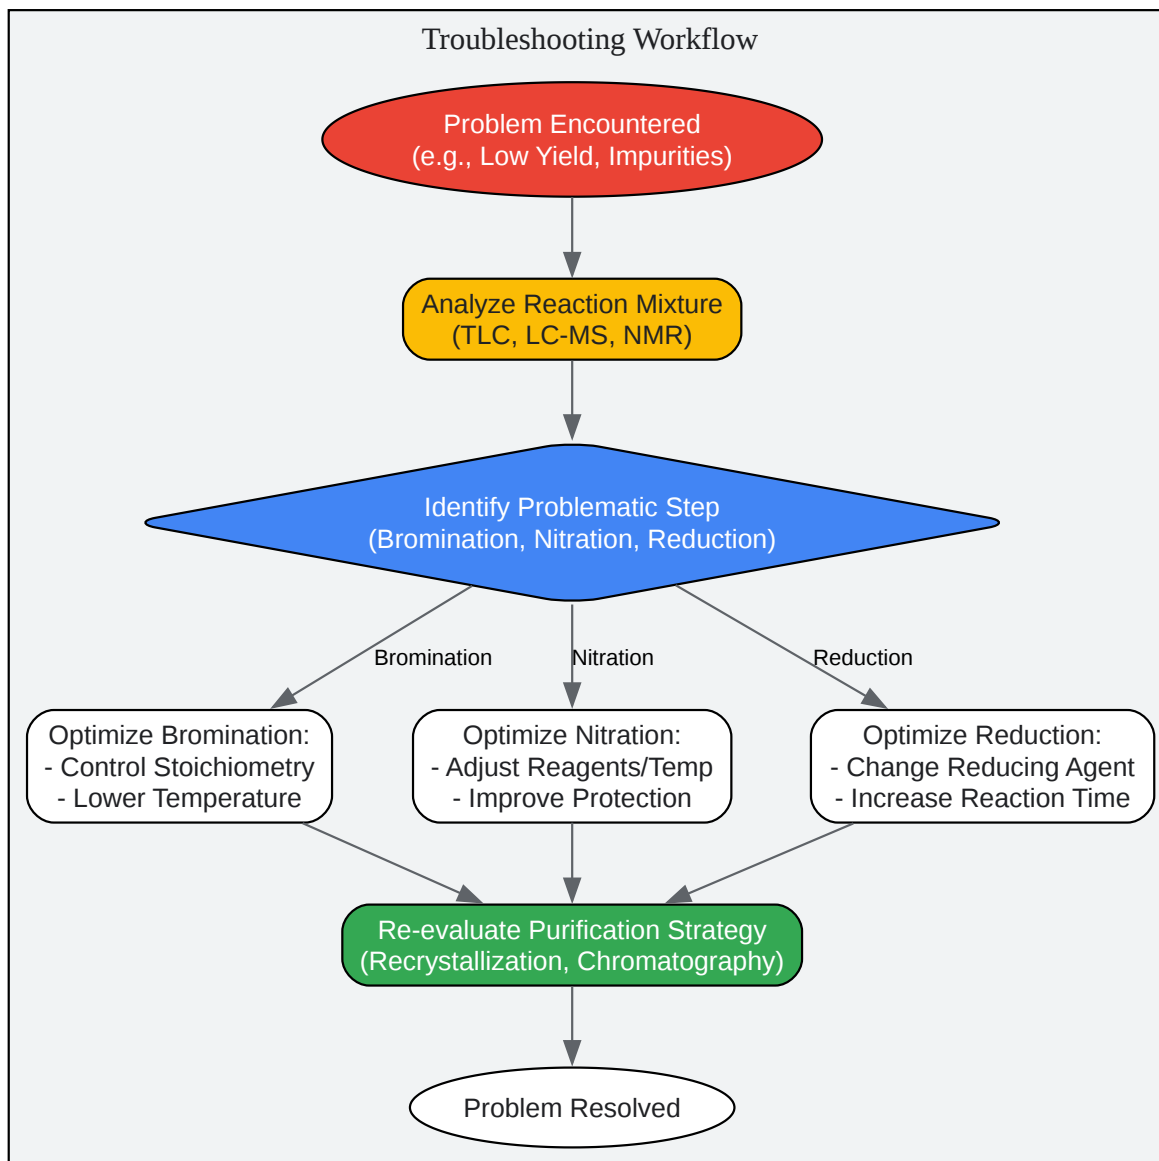 Troubleshooting Workflow
Problem Encountered
(e.g., Low Yield, Impurities)
Analyze Reaction Mixture
(TLC, LC-MS, NMR)
Identify Problematic Step
(Bromination, Nitration, Reduction)
Bromination
Nitration
Reduction
Optimize Bromination:
- Control Stoichiometry
- Lower Temperature
Optimize Nitration:
- Adjust Reagents/Temp
- Improve Protection
Optimize Reduction:
- Change Reducing Agent
- Increase Reaction Time
Re-evaluate Purification Strategy
(Recrystallization, Chromatography)
Problem Resolved